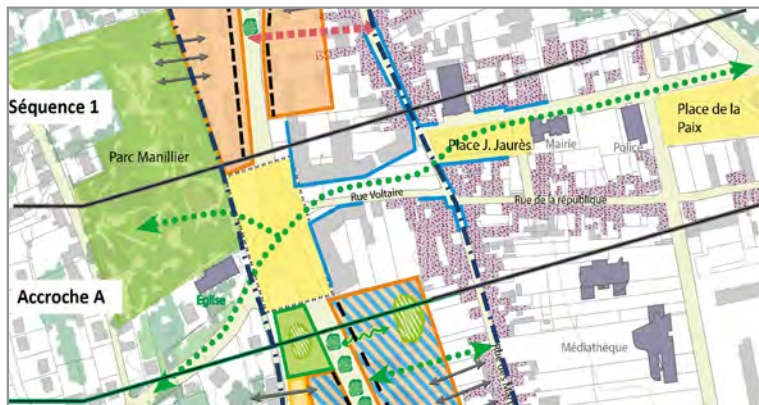 Séquence 1
Parc Manillier
Place J. Jaurès
Mairie
Police
Place de la
Paix
Rue Voltaire
Rue de la république
Accroche A
Eglise
Médiathèque